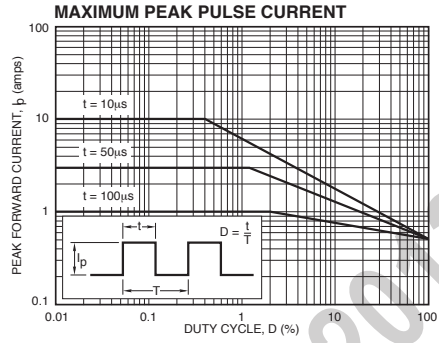 MAXIMUM PEAK PULSE CURRENT
100
10
1
0.1
PEAK FORWARD CURRENT, Ip (amps)
t = 10µs
t = 50µs
t = 100µs
t
D = t/T
Ip
T
0.01 0.1 1 10 100
DUTY CYCLE, D (%)